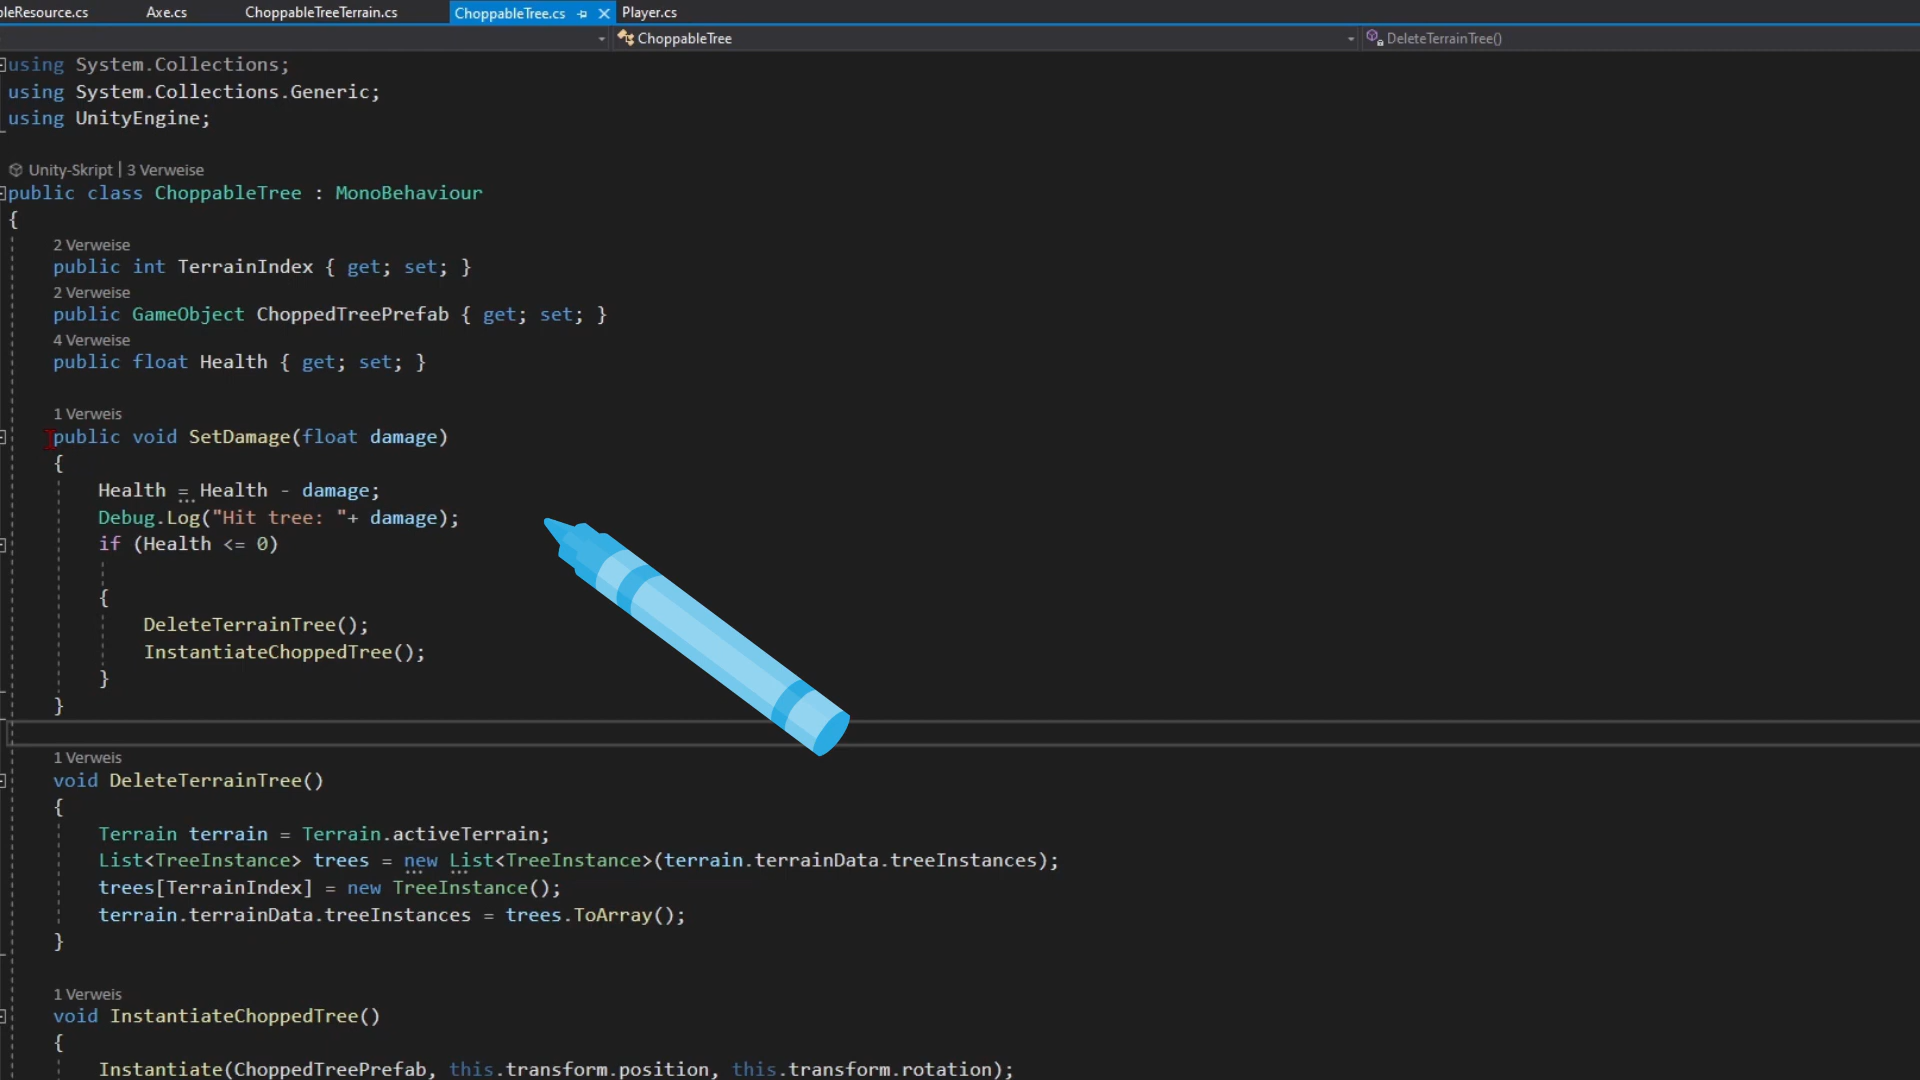 bleResource.cs Axe.cs ChoppableTreeTerrain.cs ChoppableTree.cs Player.cs
ChoppableTree DeleteTerrainTree()
using System.Collections;
using System.Collections.Generic;
using UnityEngine;
Unity-Skript | 3 Verweise
public class ChoppableTree : MonoBehaviour
{
2 Verweise
public int TerrainIndex { get; set; }
2 Verweise
public GameObject ChoppedTreePrefab { get; set; }
4 Verweise
public float Health { get; set; }
1 Verweis
public void SetDamage(float damage)
{
Health = Health - damage;
Debug.Log("Hit tree: "+ damage);
if (Health <= 0)
{
DeleteTerrainTree();
InstantiateChoppedTree();
}
}
1 Verweis
void DeleteTerrainTree()
{
Terrain terrain = Terrain.activeTerrain;
List<TreeInstance> trees = new List<TreeInstance>(terrain.terrainData.treeInstances);
trees[TerrainIndex] = new TreeInstance();
terrain.terrainData.treeInstances = trees.ToArray();
}
1 Verweis
void InstantiateChoppedTree()
{
Instantiate(ChoppedTreePrefab, this.transform.position, this.transform.rotation);